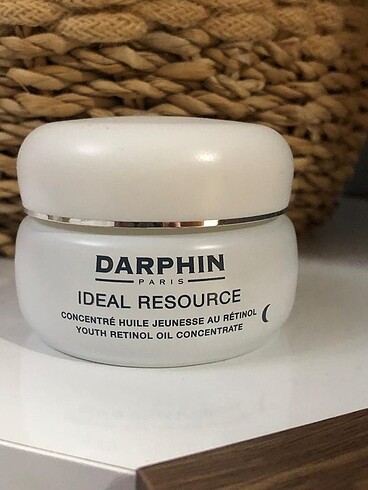 DARPHIN
PARIS
IDEAL RESOURCE
CONCENTRÉ HUILE JEUNESSE AU RÉTINOL
YOUTH RETINOL OIL CONCENTRATE